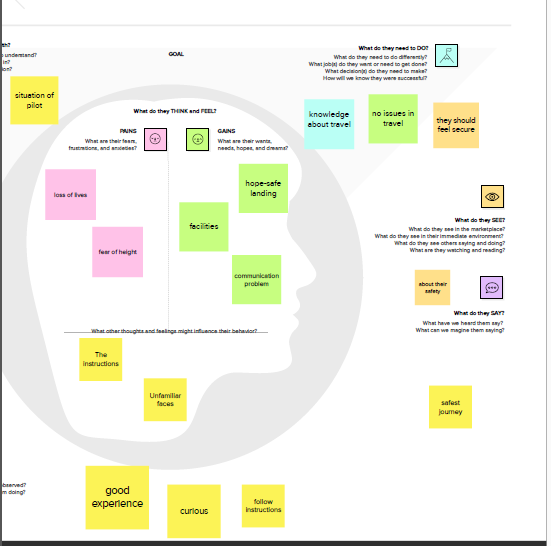 th?
o understand?
in?
ion?
situation of
pilot
GOAL
What do they need to DO?
What do they need to do differently?
What job(s) do they want or need to get done?
What decision(s) do they need to make?
How will we know they were successful?
knowledge
about travel
no issues in
travel
they should
feel secure
What do they THINK and FEEL?
PAINS
What are their fears,
frustrations, and anxieties?
GAINS
What are their wants,
needs, hopes, and dreams?
loss of lives
fear of height
hope-safe
landing
facilities
communication
problem
What do they SEE?
What do they see in the marketplace?
What do they see in their immediate environment?
What do they see others saying and doing?
What are they watching and reading?
about their
safety
What do they SAY?
What have we heard them say?
What can we magine them saying?
safest
journey
What other thoughts and feelings might influence their behavior?
The
instructions
Unfamiliar
faces
observed?
m doing?
good
experience
curious
follow
instructions